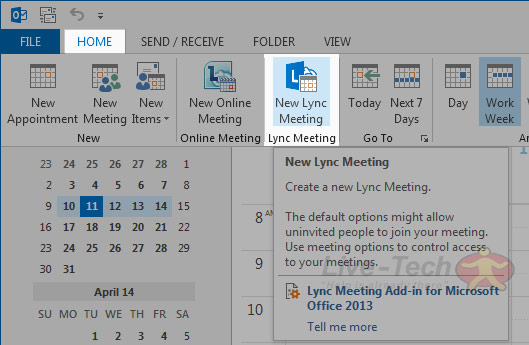 FILE HOME SEND / RECEIVE FOLDER VIEW
New Appointment
New Meeting
New Items
New
New Online Meeting
Online Meeting
New Lync Meeting
Lync Meeting
Today
Next 7 Days
Go To
Day
Work Week
23 24 25 26 27 28 1
2 3 4 5 6 7 8
9 10 11 12 13 14 15
16 17 18 19 20 21 22
23 24 25 26 27 28 29
30 31
April 14
SU MO TU WE TH FR SA
1 2 3 4 5
8 AM
9
10
New Lync Meeting
Create a new Lync Meeting.
The default options might allow
uninvited people to join your meeting.
Use meeting options to control access
to your meetings.
Live-Tech
Lync Meeting Add-in for Microsoft
Office 2013
Tell me more